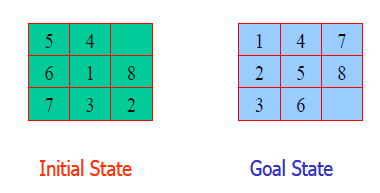 5 4
6 1 8
7 3 2
1 4 7
2 5 8
3 6
Initial State
Goal State